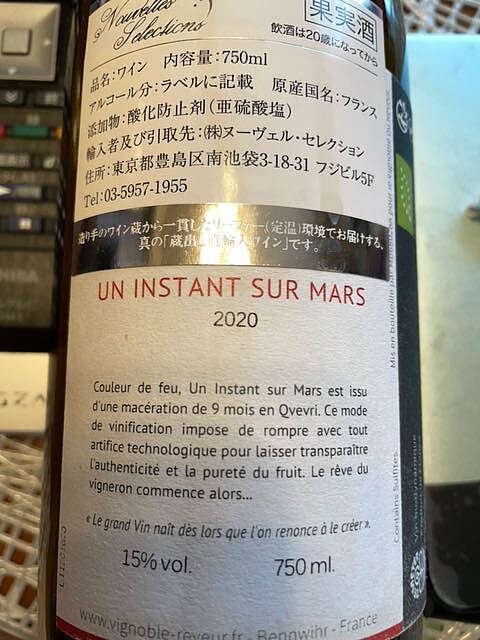 Nouvelles
Selections
果実酒
飲酒は20歳になってから
品名:ワイン 内容量:750ml
アルコール分:ラベルに記載 原産国名:フランス
添加物:酸化防止剤(亜硫酸塩)
輸入者及び引取先:㈱ヌーヴェル・セレクション
住所:東京都豊島区南池袋3-18-31 フジビル5F
Tel:03-5957-1955
造り手のワイン蔵から一貫したリーファー(定温)環境でお届けする、
真の「蔵出し直輸入ワイン」です。
UN INSTANT SUR MARS
2020
Couleur de feu, Un Instant sur Mars est issu
d'une macération de 9 mois en Qvevri. Ce mode
de vinification impose de rompre avec tout
artifice technologique pour laisser transparaître
l'authenticité et la pureté du fruit. Le rêve du
vigneron commence alors...
« Le grand Vin naît dès lors que l'on renonce à le créer ».
15% vol. 750 ml.
www.vignoble-reveur.fr - Bennwihr - France
Mis en bouteille par
Contains Sulfites
Vin biodynamique